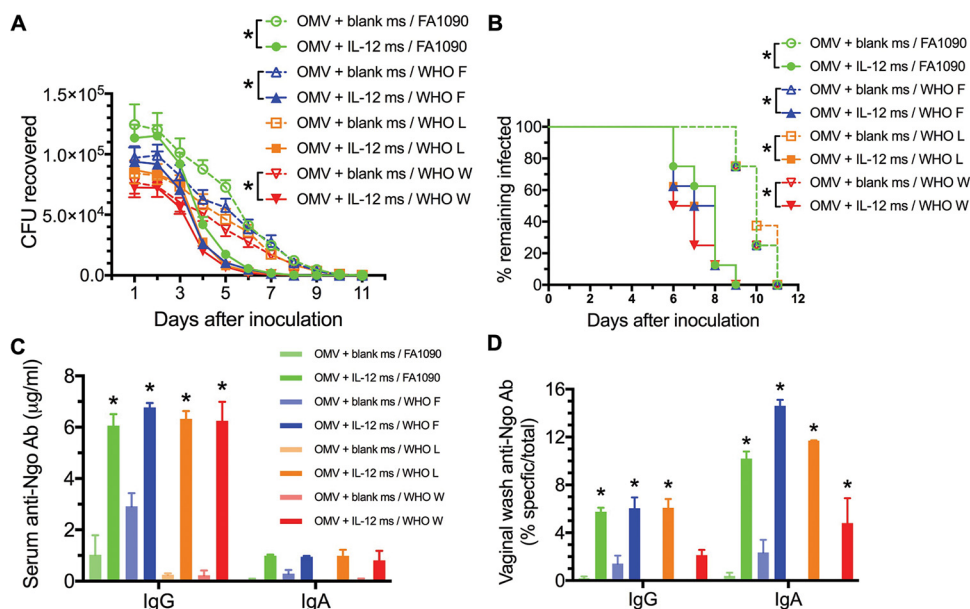 A
OMV + blank ms / FA1090
* OMV + IL-12 ms / FA1090
OMV + blank ms / WHO F
* OMV + IL-12 ms / WHO F
OMV + blank ms / WHO L
OMV + IL-12 ms / WHO L
OMV + blank ms / WHO W
* OMV + IL-12 ms / WHO W
CFU recovered
1.5×10⁵
1.0×10⁵
5.0×10⁴
0.0
1 3 5 7 9 11
Days after inoculation
B
OMV + blank ms / FA1090
* OMV + IL-12 ms / FA1090
OMV + blank ms / WHO F
* OMV + IL-12 ms / WHO F
OMV + blank ms / WHO L
* OMV + IL-12 ms / WHO L
OMV + blank ms / WHO W
* OMV + IL-12 ms / WHO W
% remaining infected
100
80
60
40
20
0
0 2 4 6 8 10 12
Days after inoculation
C
OMV + blank ms / FA1090
OMV + IL-12 ms / FA1090
OMV + blank ms / WHO F
OMV + IL-12 ms / WHO F
OMV + blank ms / WHO L
OMV + IL-12 ms / WHO L
OMV + blank ms / WHO W
OMV + IL-12 ms / WHO W
Serum anti-Ngo Ab (μg/ml)
8
6
4
2
0
* * * *
IgG IgA
D
Vaginal wash anti-Ngo Ab
(% specfic/total)
16
12
8
4
0
* * * * * * *
IgG IgA